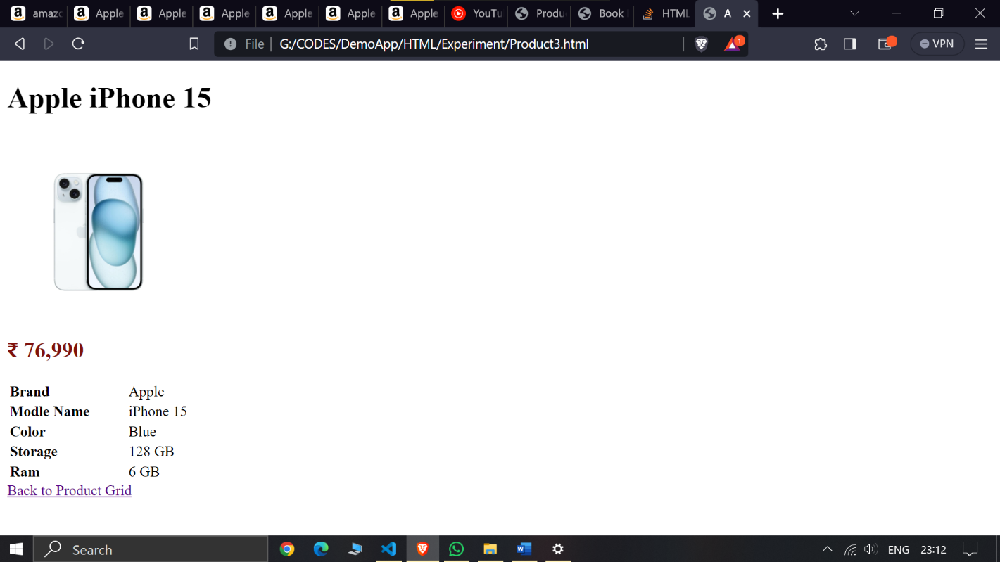 amazo
Apple
Apple
Apple
Apple
Apple
Apple
YouTu
Produ
Book
HTML
A
File
G:/CODES/DemoApp/HTML/Experiment/Product3.html
1
VPN
Apple iPhone 15
₹ 76,990
Brand Apple
Modle Name iPhone 15
Color Blue
Storage 128 GB
Ram 6 GB
Back to Product Grid
Search
ENG 23:12